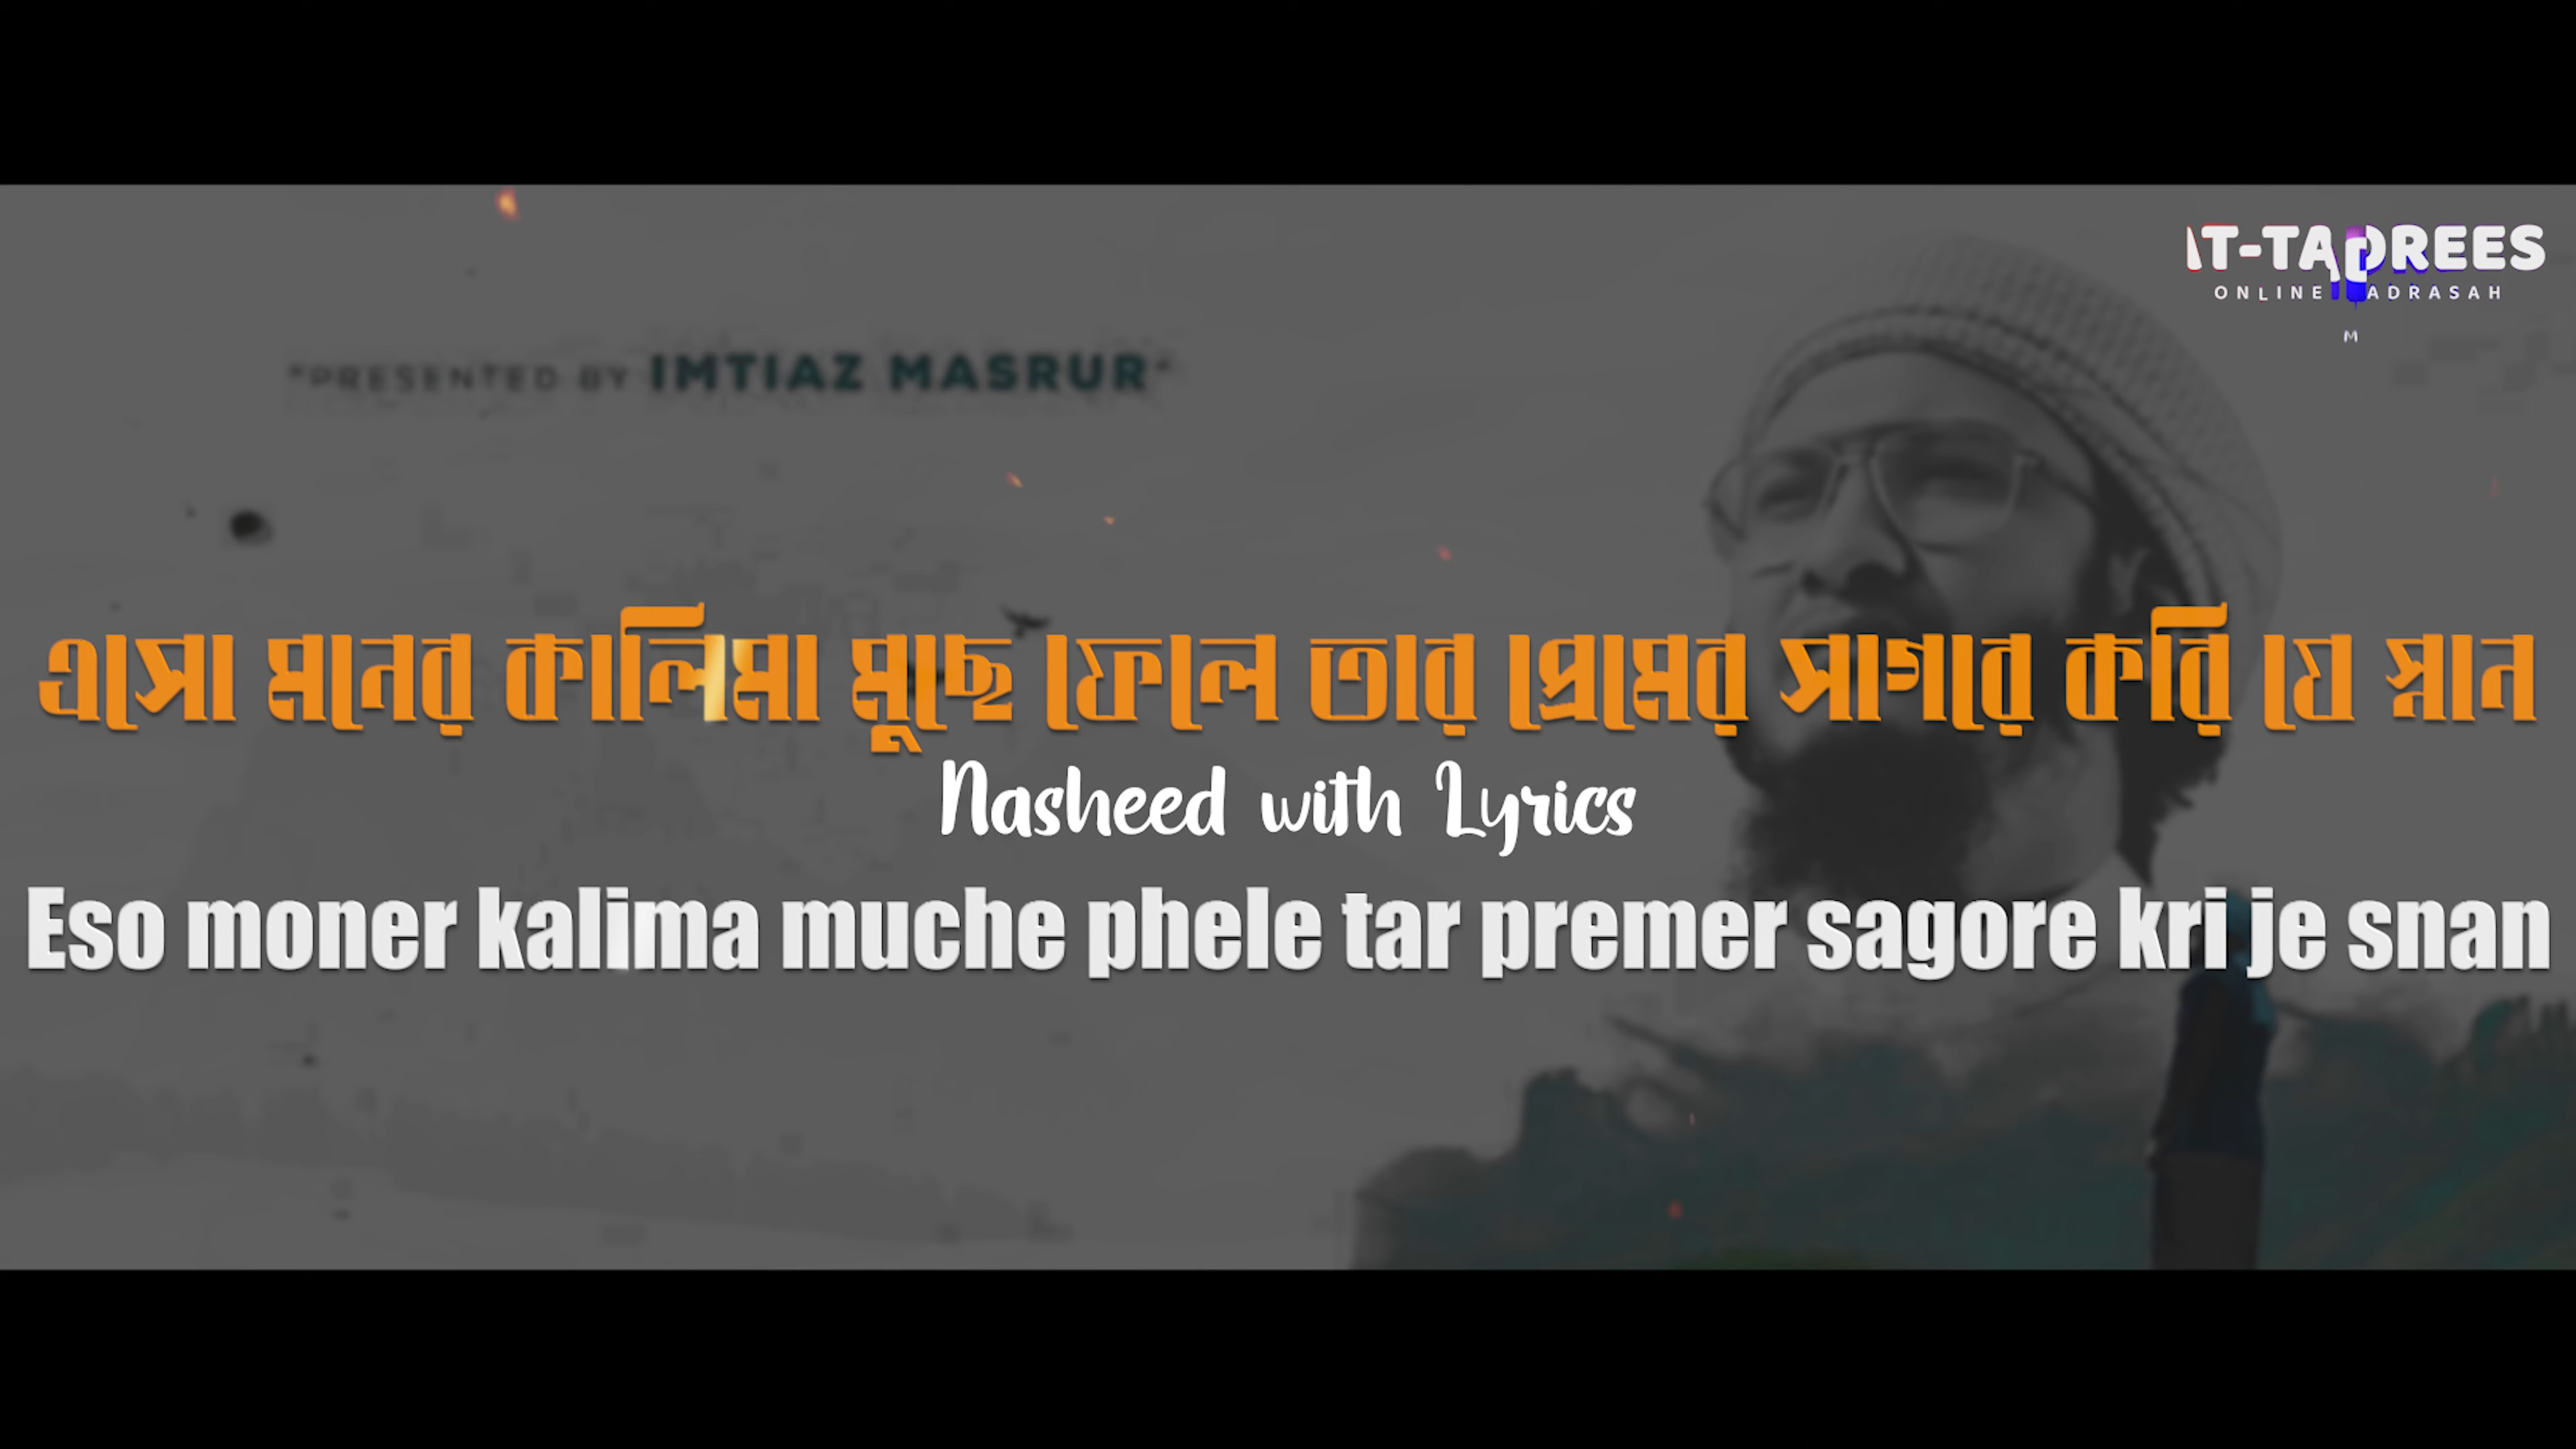 AT-TADREES
ONLINE MADRASAH
"PRESENTED BY IMTIAZ MASRUR"
এসো মনের কালিমা মুছে ফেলে তার প্রেমের সাগরে করি যে স্নান
Nasheed with Lyrics
Eso moner kalima muche phele tar premer sagore kri je snan